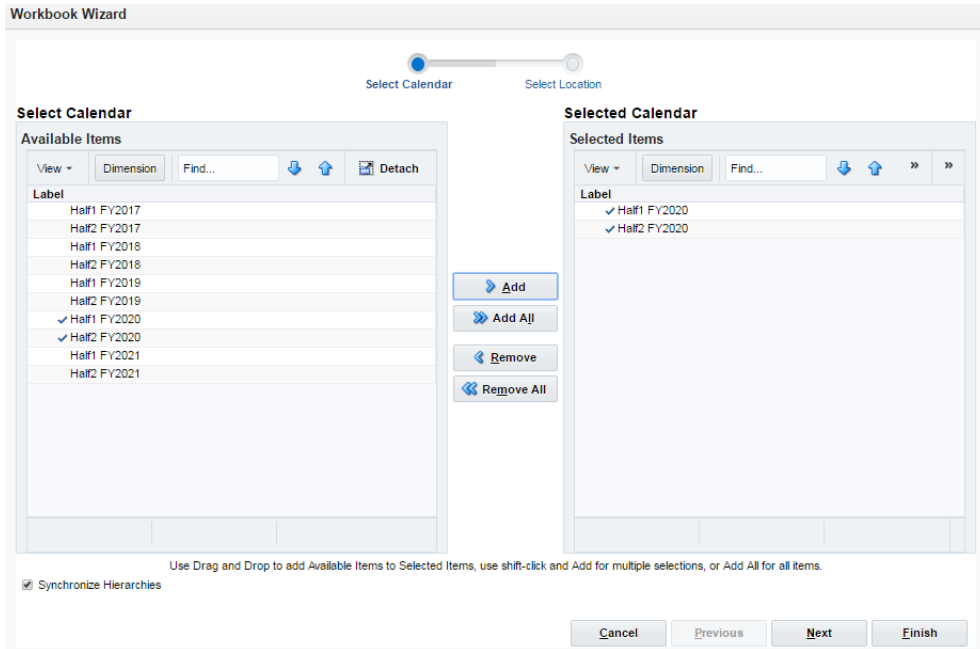 Workbook Wizard
Select Calendar
Select Location
Select Calendar
Available Items
View
Dimension
Find...
Detach
Label
Half1 FY2017
Half2 FY2017
Half1 FY2018
Half2 FY2018
Half1 FY2019
Half2 FY2019
Half1 FY2020
Half2 FY2020
Half1 FY2021
Half2 FY2021
Add
Add All
Remove
Remove All
Selected Calendar
Selected Items
View
Dimension
Find...
»
»
Label
Half1 FY2020
Half2 FY2020
Use Drag and Drop to add Available Items to Selected Items, use shift-click and Add for multiple selections, or Add All for all items.
Synchronize Hierarchies
Cancel
Previous
Next
Finish